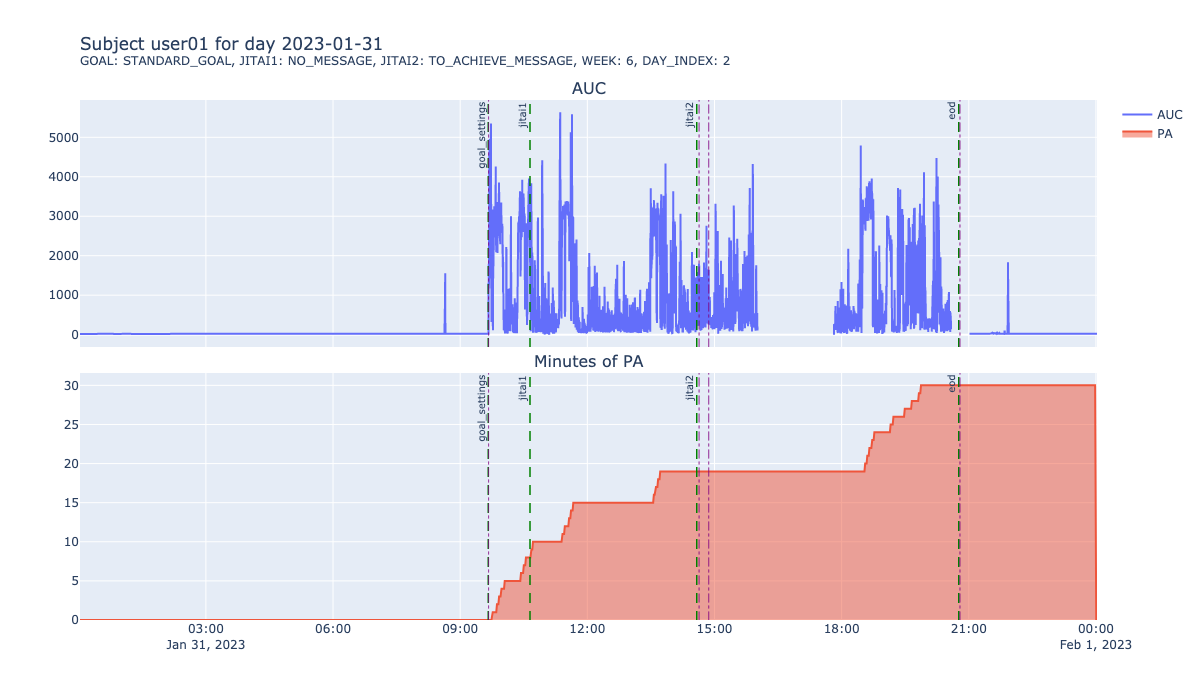 Subject user01 for day 2023-01-31
GOAL: STANDARD_GOAL, JITAI1: NO_MESSAGE, JITAI2: TO_ACHIEVE_MESSAGE, WEEK: 6, DAY_INDEX: 2
AUC
goal_settings
jitai1
jitai2
eod
AUC
PA
5000
4000
3000
2000
1000
0
Minutes of PA
goal_settings
jitai1
jitai2
eod
30
25
20
15
10
5
0
03:00
06:00
09:00
12:00
15:00
18:00
21:00
00:00
Jan 31, 2023
Feb 1, 2023